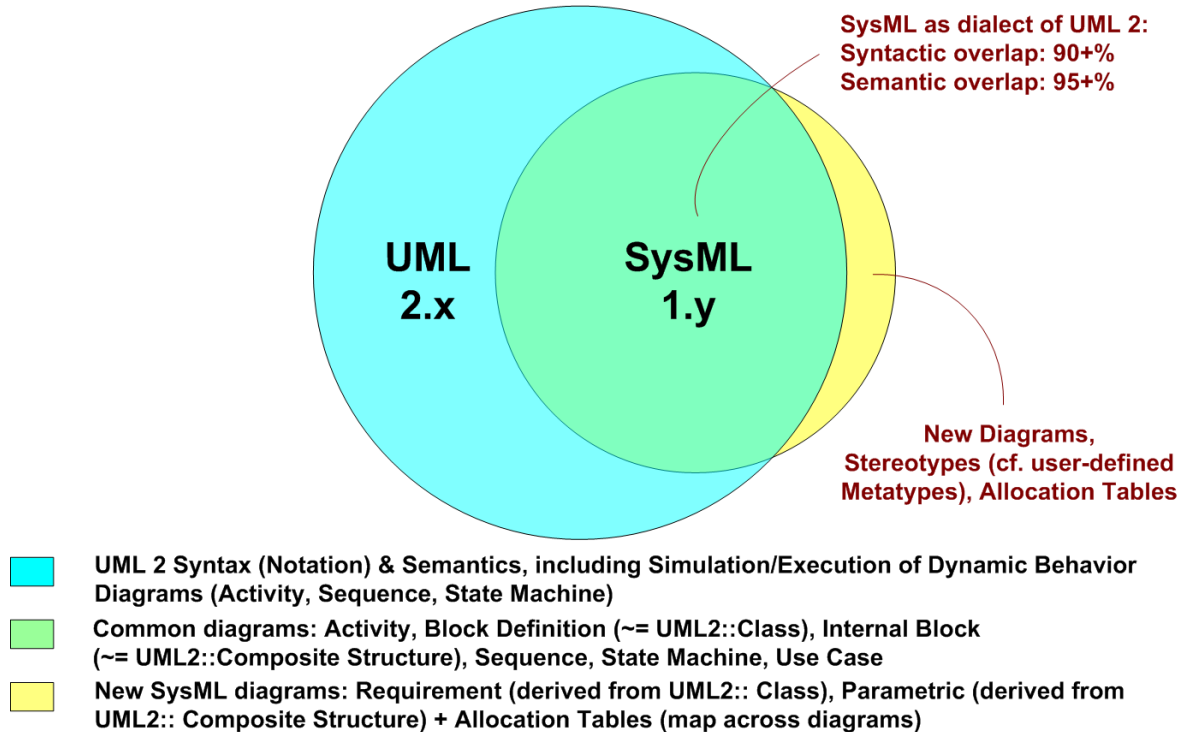 SysML as dialect of UML 2:
Syntactic overlap: 90+%
Semantic overlap: 95+%
UML
2.x
SysML
1.y
New Diagrams,
Stereotypes (cf. user-defined
Metatypes), Allocation Tables
UML 2 Syntax (Notation) & Semantics, including Simulation/Execution of Dynamic Behavior
Diagrams (Activity, Sequence, State Machine)
Common diagrams: Activity, Block Definition (~= UML2::Class), Internal Block
(~= UML2::Composite Structure), Sequence, State Machine, Use Case
New SysML diagrams: Requirement (derived from UML2:: Class), Parametric (derived from
UML2:: Composite Structure) + Allocation Tables (map across diagrams)